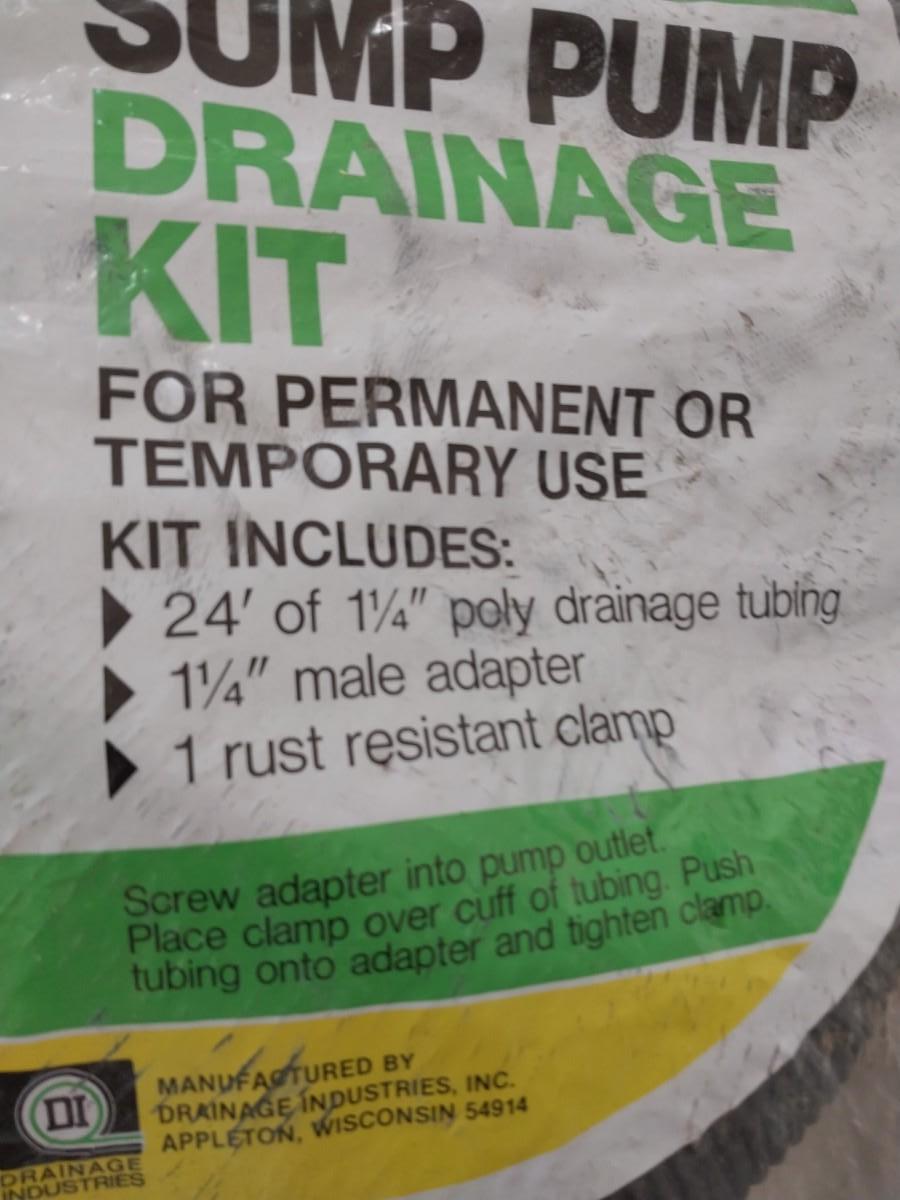 SUMP PUMP
DRAINAGE
KIT
FOR PERMANENT OR
TEMPORARY USE
KIT INCLUDES:
▶ 24' of 1¼" poly drainage tubing
▶ 1¼" male adapter
▶ 1 rust resistant clamp
Screw adapter into pump outlet.
Place clamp over cuff of tubing. Push
tubing onto adapter and tighten clamp.
DI
DRAINAGE
INDUSTRIES
MANUFACTURED BY
DRAINAGE INDUSTRIES, INC.
APPLETON, WISCONSIN 54914